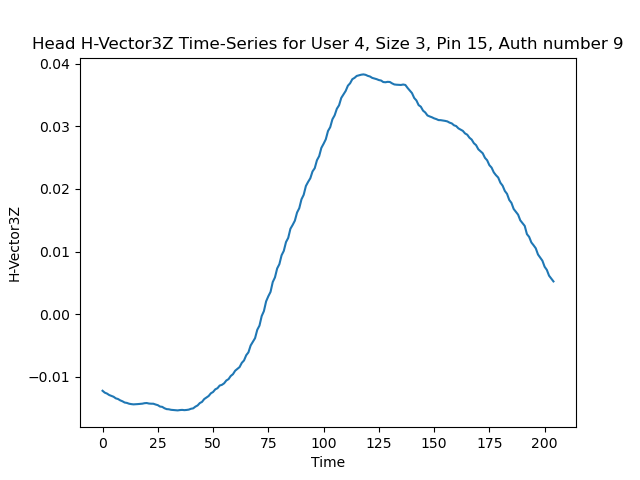 Head H-Vector3Z Time-Series for User 4, Size 3, Pin 15, Auth number 9
0.04
0.03
0.02
0.01
0.00
−0.01
H-Vector3Z
0 25 50 75 100 125 150 175 200
Time